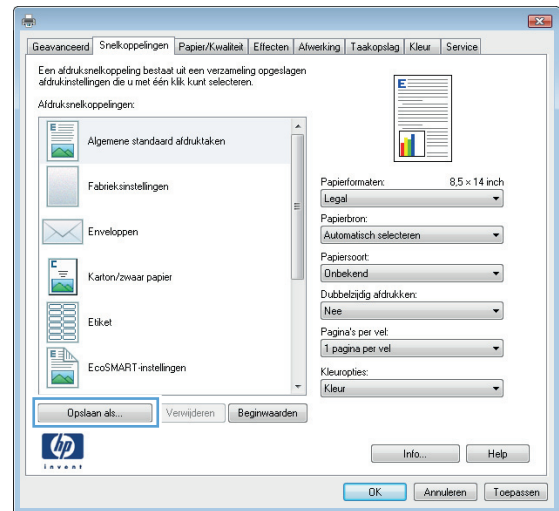 Geavanceerd Snelkoppelingen Papier/Kwaliteit Effecten Afwerking Taakopslag Kleur Service
Een afdruksnelkoppeling bestaat uit een verzameling opgeslagen
afdrukinstellingen die u met één klik kunt selecteren.
Afdruksnelkoppelingen:
Algemene standaard afdruktaken
Fabrieksinstellingen
Enveloppen
Karton/zwaar papier
Etiket
EcoSMART-instellingen
Opslaan als... Verwijderen Beginwaarden
E
Papierformaten: 8,5 × 14 inch
Legal
Papierbron:
Automatisch selecteren
Papiersoort:
Onbekend
Dubbelzijdig afdrukken:
Nee
Pagina's per vel:
1 pagina per vel
Kleuropties:
Kleur
hp
invent
Info... Help
OK Annuleren Toepassen